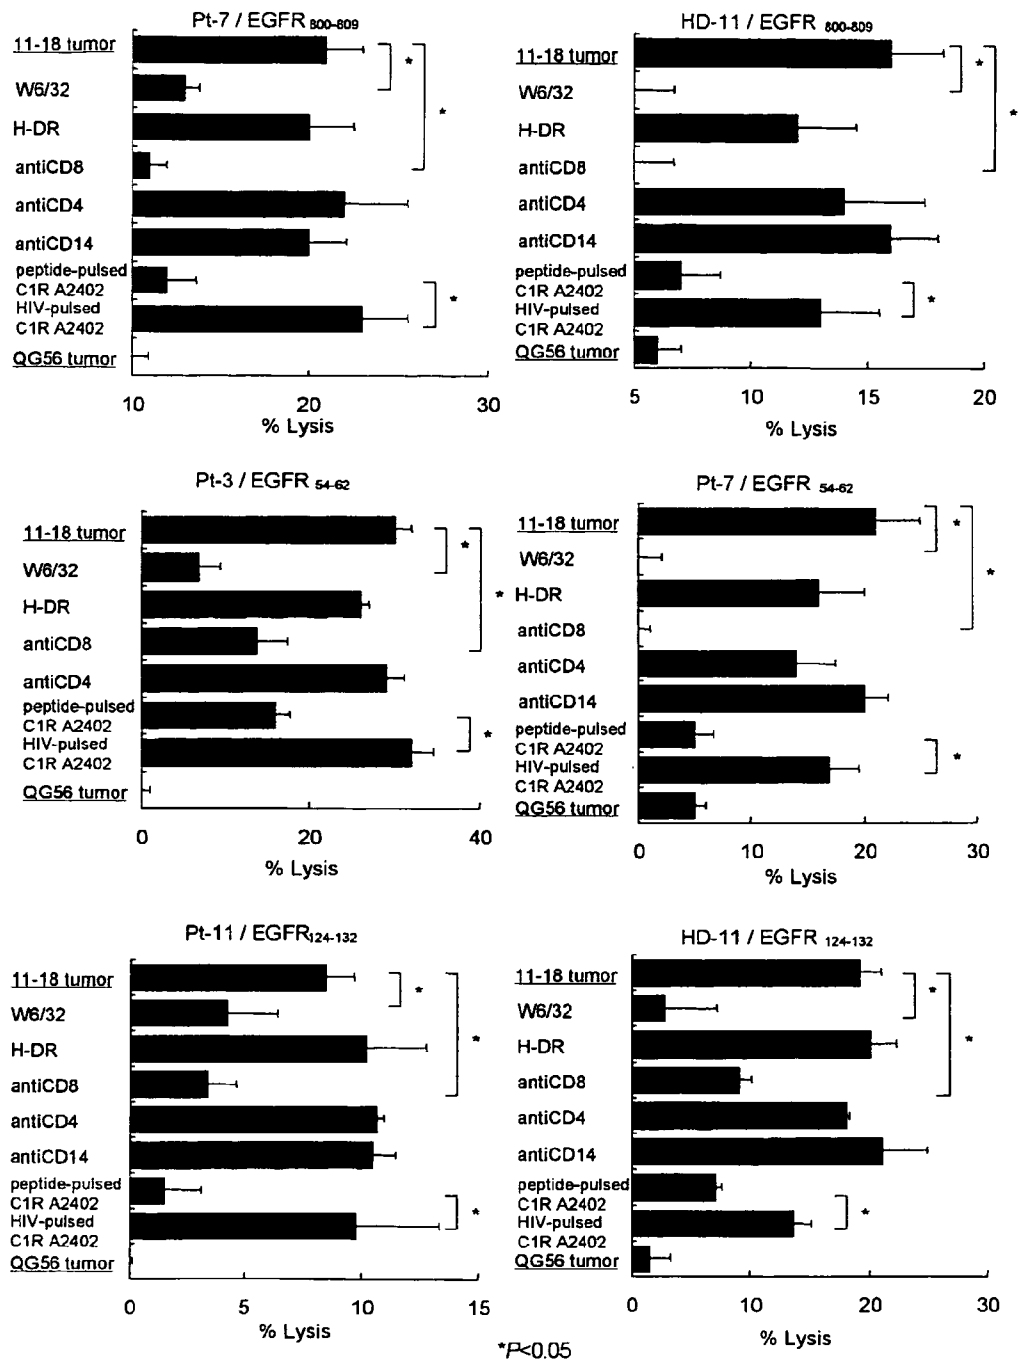 Pt-7 / EGFR 800-809
11-18 tumor
W6/32
H-DR
antiCD8
antiCD4
antiCD14
peptide-pulsed
C1R A2402
HIV-pulsed
C1R A2402
QG56 tumor
*
*
*
10 20 30
% Lysis
HD-11 / EGFR 800-809
11-18 tumor
W6/32
H-DR
antiCD8
antiCD4
antiCD14
peptide-pulsed
C1R A2402
HIV-pulsed
C1R A2402
QG56 tumor
*
*
*
5 10 15 20
% Lysis
Pt-3 / EGFR 54-62
11-18 tumor
W6/32
H-DR
antiCD8
antiCD4
peptide-pulsed
C1R A2402
HIV-pulsed
C1R A2402
QG56 tumor
*
*
*
0 20 40
% Lysis
Pt-7 / EGFR 54-62
11-18 tumor
W6/32
H-DR
antiCD8
antiCD4
antiCD14
peptide-pulsed
C1R A2402
HIV-pulsed
C1R A2402
QG56 tumor
*
*
*
0 10 20 30
% Lysis
Pt-11 / EGFR124-132
11-18 tumor
W6/32
H-DR
antiCD8
antiCD4
antiCD14
peptide-pulsed
C1R A2402
HIV-pulsed
C1R A2402
QG56 tumor
*
*
*
0 5 10 15
% Lysis
HD-11 / EGFR 124-132
11-18 tumor
W6/32
H-DR
antiCD8
antiCD4
antiCD14
peptide-pulsed
C1R A2402
HIV-pulsed
C1R A2402
QG56 tumor
*
*
*
0 10 20 30
% Lysis
*P<0.05